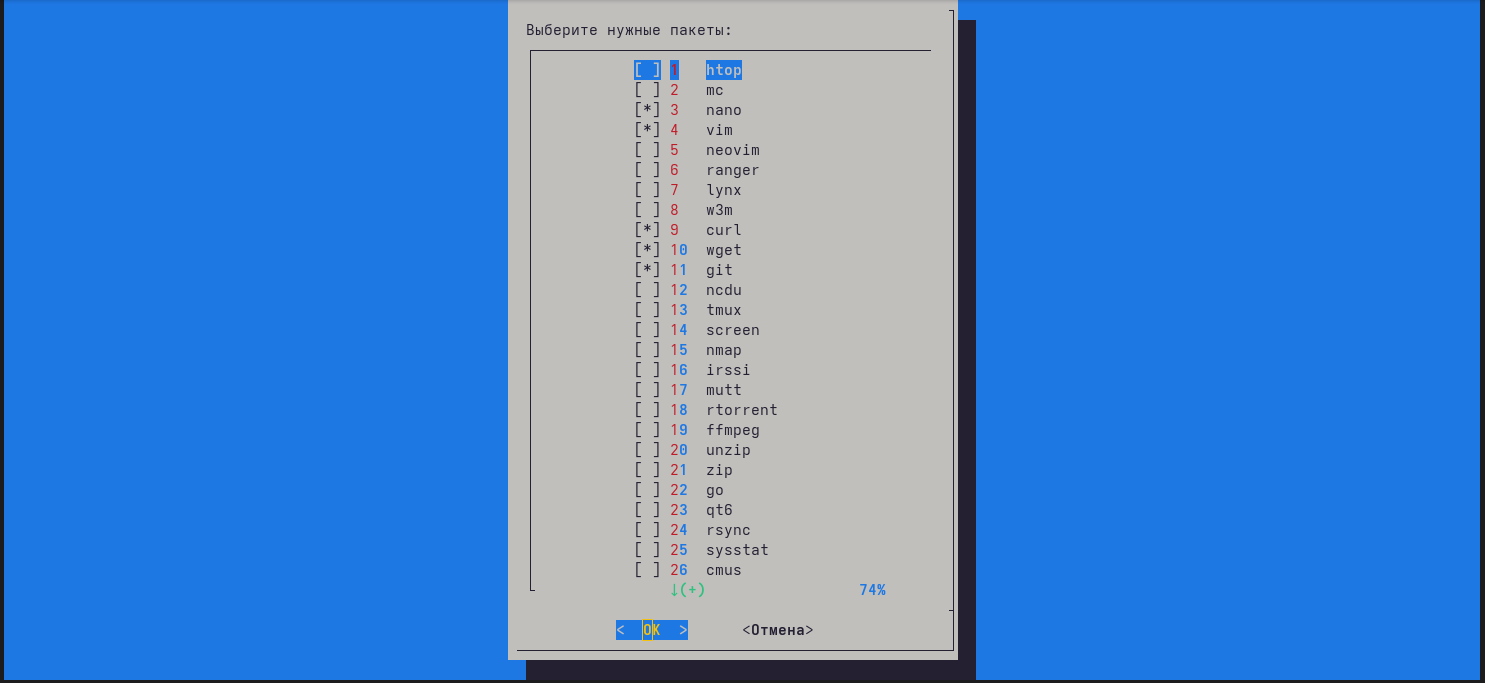 Выберите нужные пакеты:
[ ] 1 htop
[ ] 2 mc
[*] 3 nano
[*] 4 vim
[ ] 5 neovim
[ ] 6 ranger
[ ] 7 lynx
[ ] 8 w3m
[*] 9 curl
[*] 10 wget
[*] 11 git
[ ] 12 ncdu
[ ] 13 tmux
[ ] 14 screen
[ ] 15 nmap
[ ] 16 irssi
[ ] 17 mutt
[ ] 18 rtorrent
[ ] 19 ffmpeg
[ ] 20 unzip
[ ] 21 zip
[ ] 22 go
[ ] 23 qt6
[ ] 24 rsync
[ ] 25 sysstat
[ ] 26 cmus
↓(+) 74%
< OK > <Отмена>